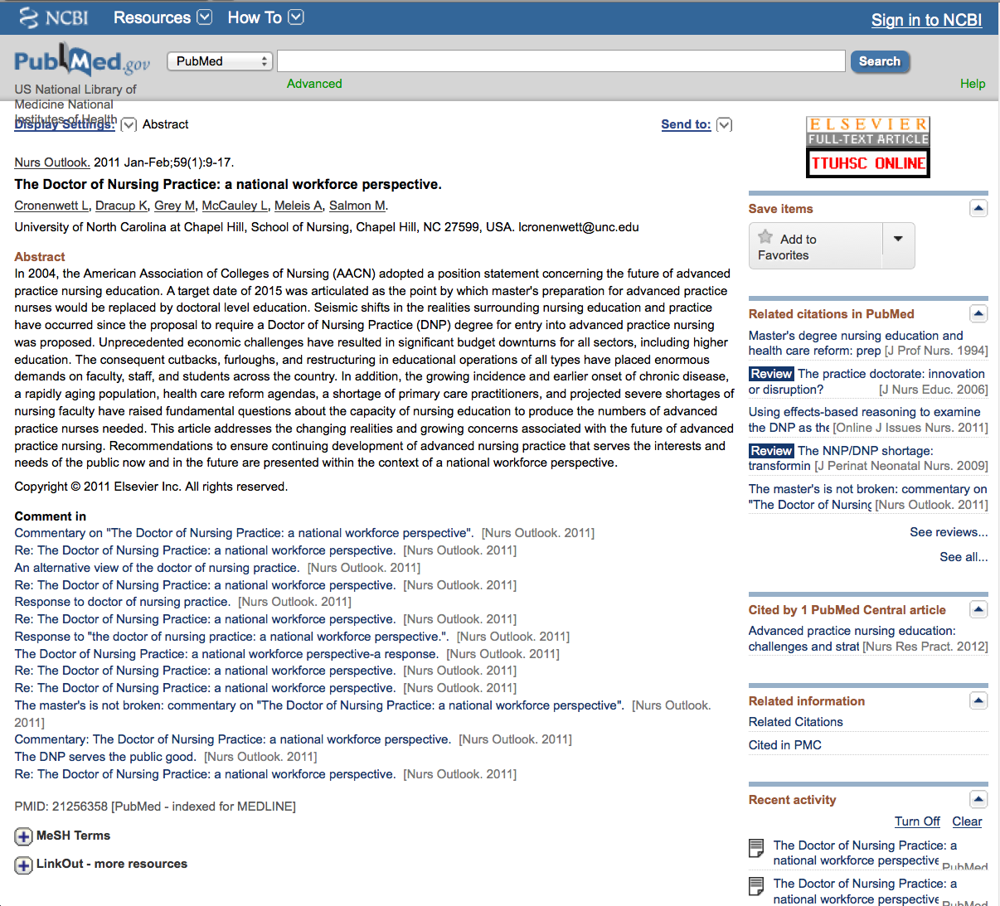 NCBI Resources How To Sign in to NCBI
PubMed.gov
US National Library of
Medicine National
Institutes of Health
PubMed
Search
Advanced
Help
Display Settings: Abstract
Send to:
Nurs Outlook. 2011 Jan-Feb;59(1):9-17.
The Doctor of Nursing Practice: a national workforce perspective.
Cronenwett L, Dracup K, Grey M, McCauley L, Meleis A, Salmon M.
University of North Carolina at Chapel Hill, School of Nursing, Chapel Hill, NC 27599, USA. lcronenwett@unc.edu
Abstract
In 2004, the American Association of Colleges of Nursing (AACN) adopted a position statement concerning the future of advanced
practice nursing education. A target date of 2015 was articulated as the point by which master's preparation for advanced practice
nurses would be replaced by doctoral level education. Seismic shifts in the realities surrounding nursing education and practice
have occurred since the proposal to require a Doctor of Nursing Practice (DNP) degree for entry into advanced practice nursing
was proposed. Unprecedented economic challenges have resulted in significant budget downturns for all sectors, including higher
education. The consequent cutbacks, furloughs, and restructuring in educational operations of all types have placed enormous
demands on faculty, staff, and students across the country. In addition, the growing incidence and earlier onset of chronic disease,
a rapidly aging population, health care reform agendas, a shortage of primary care practitioners, and projected severe shortages of
nursing faculty have raised fundamental questions about the capacity of nursing education to produce the numbers of advanced
practice nurses needed. This article addresses the changing realities and growing concerns associated with the future of advanced
practice nursing. Recommendations to ensure continuing development of advanced nursing practice that serves the interests and
needs of the public now and in the future are presented within the context of a national workforce perspective.
Copyright © 2011 Elsevier Inc. All rights reserved.
Comment in
Commentary on "The Doctor of Nursing Practice: a national workforce perspective". [Nurs Outlook. 2011]
Re: The Doctor of Nursing Practice: a national workforce perspective. [Nurs Outlook. 2011]
An alternative view of the doctor of nursing practice. [Nurs Outlook. 2011]
Re: The Doctor of Nursing Practice: a national workforce perspective. [Nurs Outlook. 2011]
Response to doctor of nursing practice. [Nurs Outlook. 2011]
Re: The Doctor of Nursing Practice: a national workforce perspective. [Nurs Outlook. 2011]
Response to "the doctor of nursing practice: a national workforce perspective.". [Nurs Outlook. 2011]
The Doctor of Nursing Practice: a national workforce perspective-a response. [Nurs Outlook. 2011]
Re: The Doctor of Nursing Practice: a national workforce perspective. [Nurs Outlook. 2011]
Re: The Doctor of Nursing Practice: a national workforce perspective. [Nurs Outlook. 2011]
The master's is not broken: commentary on "The Doctor of Nursing Practice: a national workforce perspective". [Nurs Outlook.
2011]
Commentary: The Doctor of Nursing Practice: a national workforce perspective. [Nurs Outlook. 2011]
The DNP serves the public good. [Nurs Outlook. 2011]
Re: The Doctor of Nursing Practice: a national workforce perspective. [Nurs Outlook. 2011]
PMID: 21256358 [PubMed - indexed for MEDLINE]
MeSH Terms
LinkOut - more resources
ELSEVIER
FULL-TEXT ARTICLE
TTUHSC ONLINE
Save items
Add to
Favorites
Related citations in PubMed
Master's degree nursing education and
health care reform: prep [J Prof Nurs. 1994]
Review The practice doctorate: innovation
or disruption? [J Nurs Educ. 2006]
Using effects-based reasoning to examine
the DNP as the [Online J Issues Nurs. 2011]
Review The NNP/DNP shortage:
transformin [J Perinat Neonatal Nurs. 2009]
The master's is not broken: commentary on
"The Doctor of Nursing [Nurs Outlook. 2011]
See reviews...
See all...
Cited by 1 PubMed Central article
Advanced practice nursing education:
challenges and strat [Nurs Res Pract. 2012]
Related information
Related Citations
Cited in PMC
Recent activity
Turn Off Clear
The Doctor of Nursing Practice: a
national workforce perspective PubMed
The Doctor of Nursing Practice: a
national workforce perspective PubMed